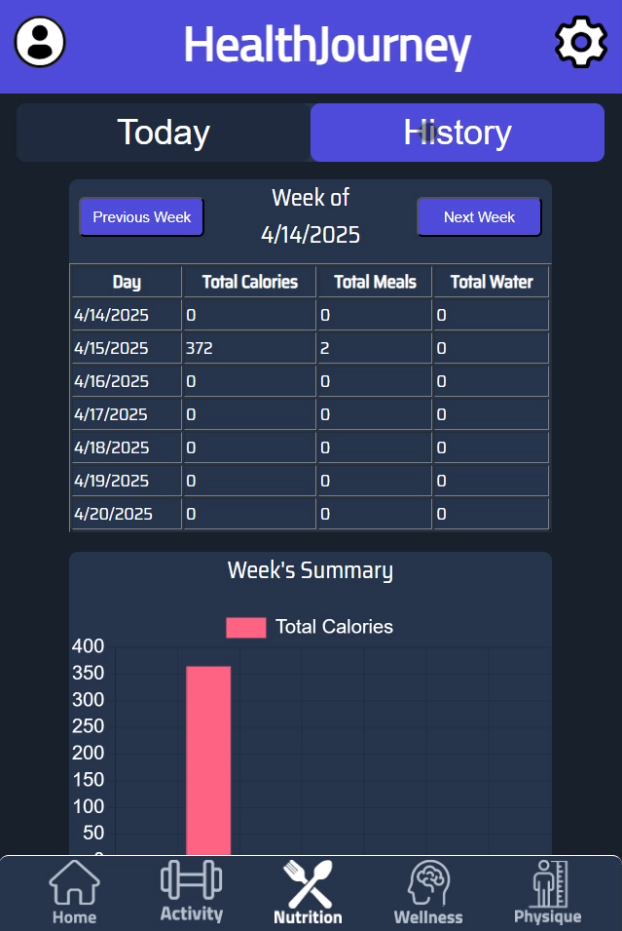 HealthJourney
Today History
Week of
Previous Week Next Week
4/14/2025
Day Total Calories Total Meals Total Water
4/14/2025 0 0 0
4/15/2025 372 2 0
4/16/2025 0 0 0
4/17/2025 0 0 0
4/18/2025 0 0 0
4/19/2025 0 0 0
4/20/2025 0 0 0
Week's Summary
Total Calories
400
350
300
250
200
150
100
50
Home Activity Nutrition Wellness Physique